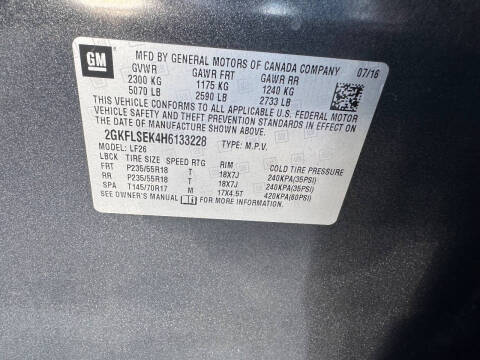 GM
MFD BY GENERAL MOTORS OF CANADA COMPANY 07/16
GVWR GAWR FRT GAWR RR
2300 KG 1175 KG 1240 KG
5070 LB 2590 LB 2733 LB
THIS VEHICLE CONFORMS TO ALL APPLICABLE U.S. FEDERAL MOTOR
VEHICLE SAFETY AND THEFT PREVENTION STANDARDS IN EFFECT ON
THE DATE OF MANUFACTURE SHOWN ABOVE.
2GKFLSEK4H6133228 TYPE: M.P.V.
MODEL: LF26
LBCK TIRE SIZE SPEED RTG RIM COLD TIRE PRESSURE
FRT P235/55R18 T 18X7J 240KPA(35PSI)
RR P235/55R18 T 18X7J 240KPA(35PSI)
SPA T145/70R17 M 17X4.5T 420KPA(60PSI)
SEE OWNER'S MANUAL i FOR MORE INFORMATION.